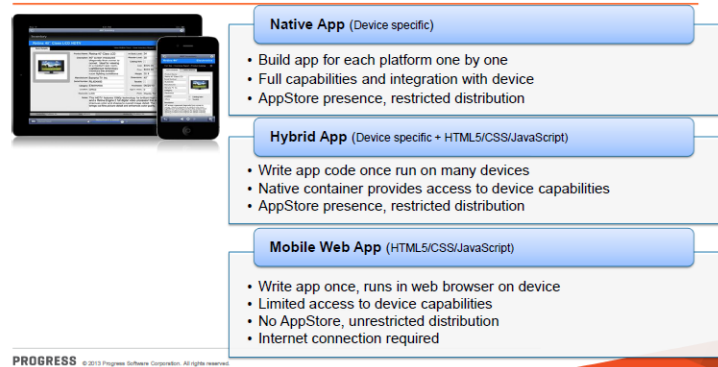 Native App (Device specific)
• Build app for each platform one by one
• Full capabilities and integration with device
• AppStore presence, restricted distribution
Hybrid App (Device specific + HTML5/CSS/JavaScript)
• Write app code once run on many devices
• Native container provides access to device capabilities
• AppStore presence, restricted distribution
Mobile Web App (HTML5/CSS/JavaScript)
• Write app once, runs in web browser on device
• Limited access to device capabilities
• No AppStore, unrestricted distribution
• Internet connection required
PROGRESS © 2013 Progress Software Corporation. All rights reserved.